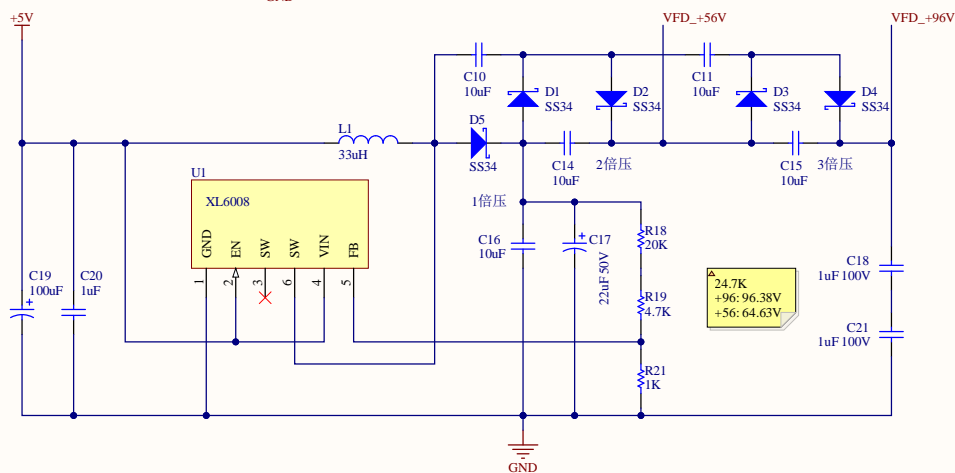 GND
+5V
VFD_+56V
VFD_+96V
C10
10uF
C11
10uF
D1
SS34
D2
SS34
D3
SS34
D4
SS34
L1
33uH
D5
SS34
C14
10uF
2倍压
C15
10uF
3倍压
U1
XL6008
1倍压
GND
EN
SW
SW
VIN
FB
1
2
3
6
4
5
C16
10uF
C17
22uF 50V
R18
20K
R19
4.7K
R21
1K
C19
100uF
C20
1uF
24.7K
+96: 96.38V
+56: 64.63V
C18
1uF 100V
C21
1uF 100V
GND